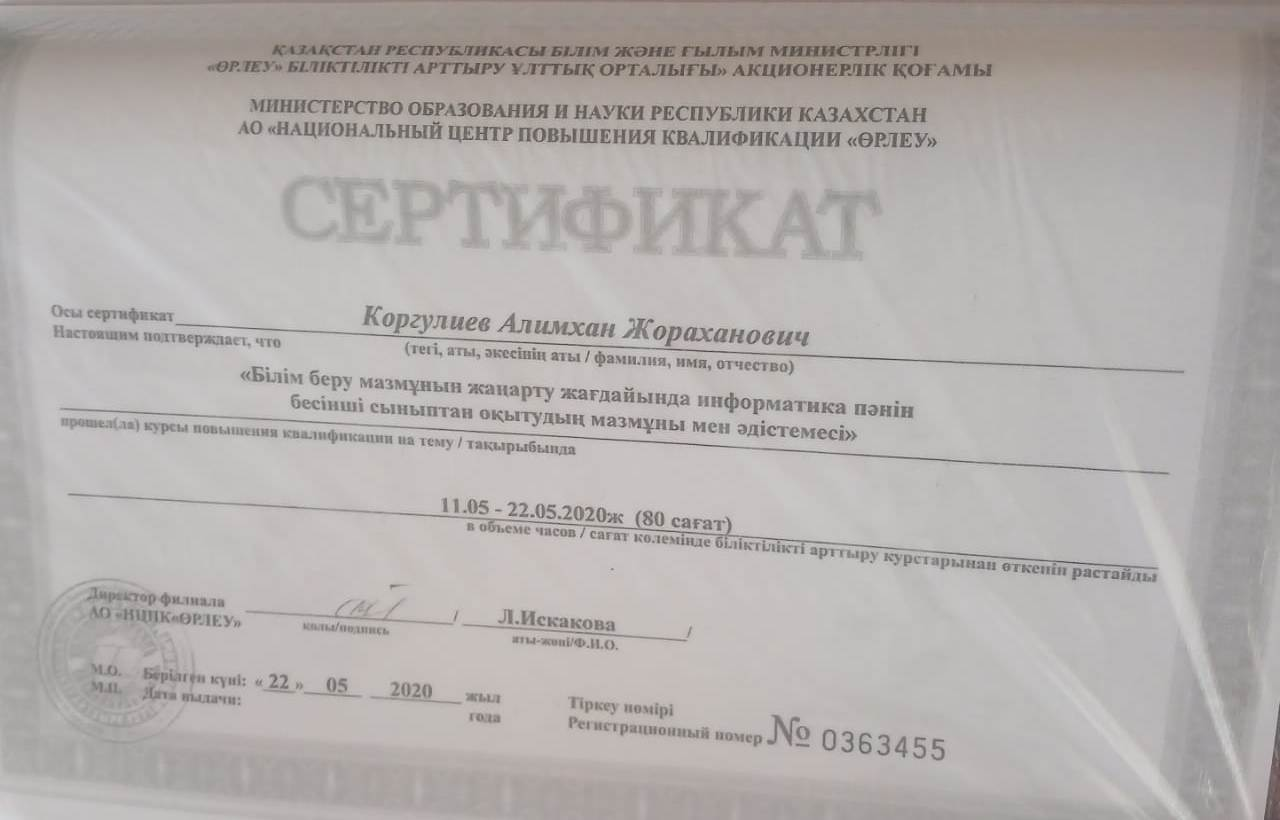 ҚАЗАҚСТАН РЕСПУБЛИКАСЫ БІЛІМ ЖӘНЕ ҒЫЛЫМ МИНИСТРЛІГІ
«ӨРЛЕУ» БІЛІКТІЛІКТІ АРТТЫРУ ҰЛТТЫҚ ОРТАЛЫҒЫ» АКЦИОНЕРЛІК ҚОҒАМЫ
МИНИСТЕРСТВО ОБРАЗОВАНИЯ И НАУКИ РЕСПУБЛИКИ КАЗАХСТАН
АО «НАЦИОНАЛЬНЫЙ ЦЕНТР ПОВЫШЕНИЯ КВАЛИФИКАЦИИ «ӨРЛЕУ»
СЕРТИФИКАТ
Осы сертификат Коргулиев Алимхан Жораханович
Настоящим подтверждает, что (тегі, аты, әкесінің аты / фамилия, имя, отчество)
«Білім беру мазмұнын жаңарту жағдайында информатика пәнін
бесінші сыныптан оқытудың мазмұны мен әдістемесі»
прошел(ла) курсы повышения квалификации на тему / тақырыбында
11.05 - 22.05.2020ж (80 сағат)
в объеме часов / сағат көлемінде біліктілікті арттыру курстарынан өткенін растайды
Директор филиала
АО «НЦПК«ӨРЛЕУ» / Л.Искакова /
қолы/подпись аты-жөні/Ф.И.О.
М.О. Берілген күні: « 22 » 05 2020 жыл
М.П. Дата выдачи: года
Тіркеу нөмірі
Регистрационный номер № 0363455